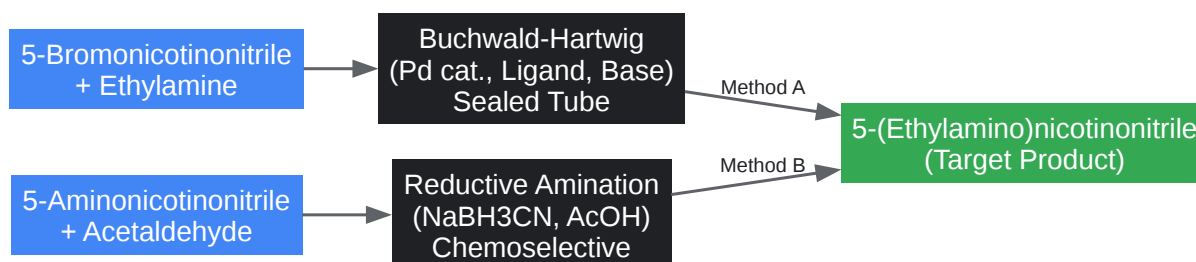 5-Bromonicotinonitrile
+ Ethylamine
Buchwald-Hartwig
(Pd cat., Ligand, Base)
Sealed Tube
Method A
5-(Ethylamino)nicotinonitrile
(Target Product)
5-Aminonicotinonitrile
+ Acetaldehyde
Reductive Amination
(NaBH3CN, AcOH)
Chemoselective
Method B